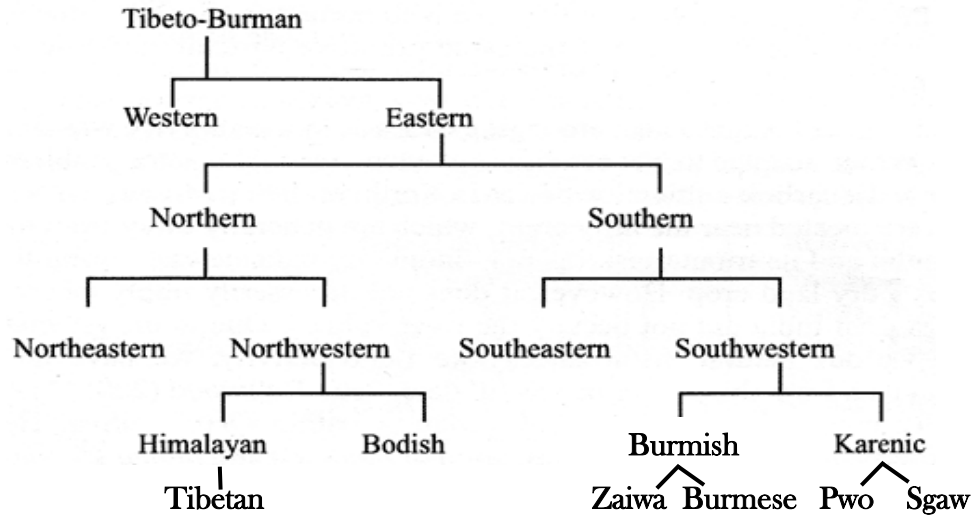 Tibeto-Burman
Western Eastern
Northern Southern
Northeastern Northwestern Southeastern Southwestern
Himalayan Bodish Burmish Karenic
Tibetan Zaiwa Burmese Pwo Sgaw